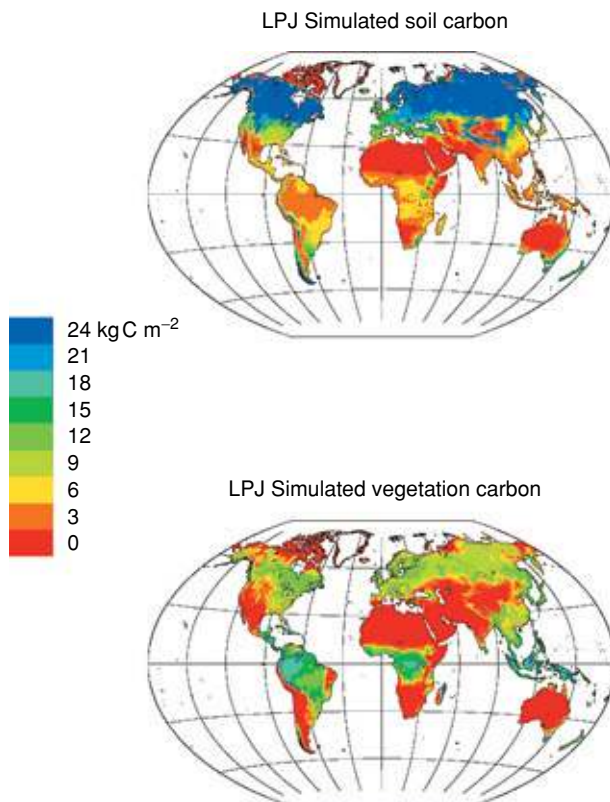 LPJ Simulated soil carbon
24 kg C m−2
21
18
15
12
9
6
3
0
LPJ Simulated vegetation carbon